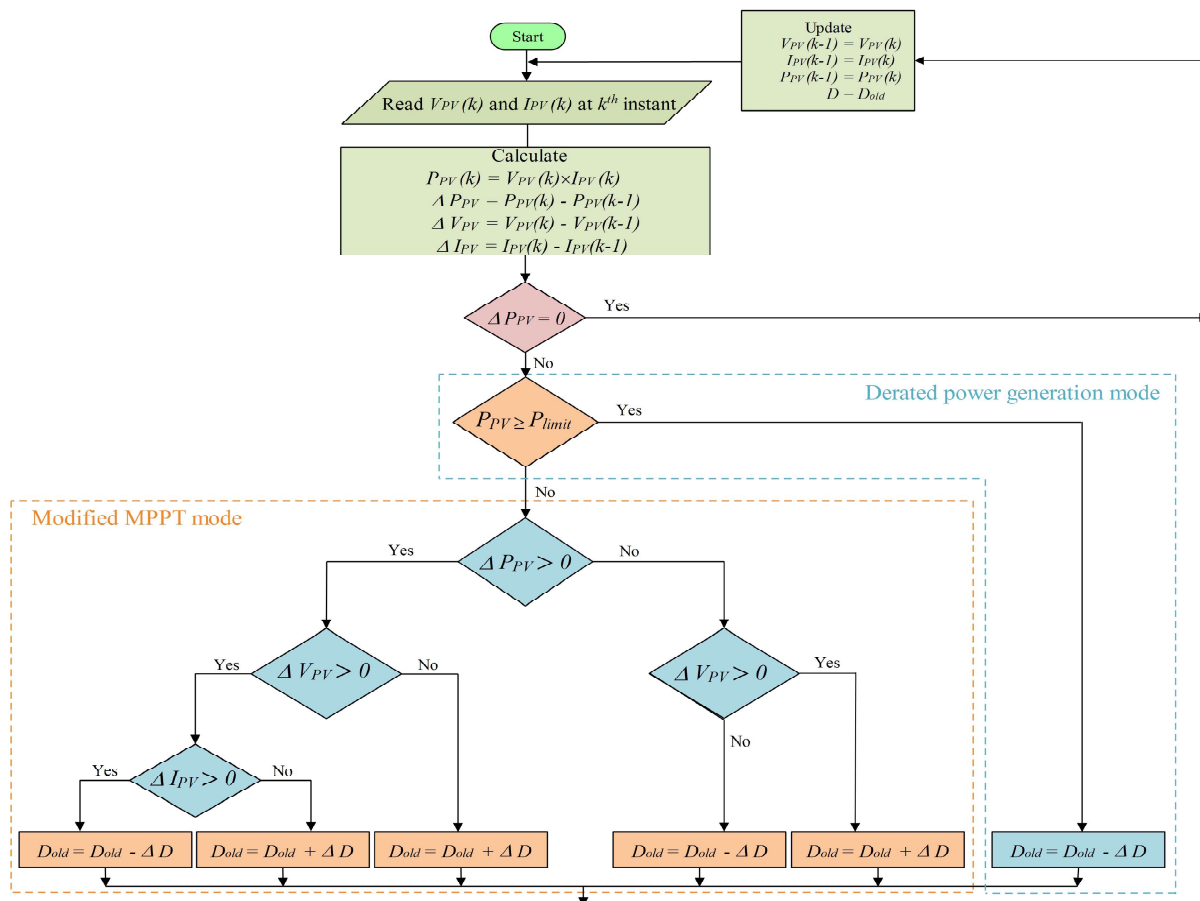 Start
Update
VPV(k-1) = VPV(k)
IPV(k-1) = IPV(k)
PPV(k-1) = PPV(k)
D – Dold
Read VPV(k) and IPV(k) at kth instant
Calculate
PPV(k) = VPV(k)×IPV(k)
Δ PPV – PPV(k) - PPV(k-1)
Δ VPV = VPV(k) - VPV(k-1)
Δ IPV = IPV(k) - IPV(k-1)
Δ PPV = 0
Yes
No
Derated power generation mode
PPV ≥ Plimit
Yes
No
Modified MPPT mode
Δ PPV > 0
Yes
No
Δ VPV > 0
Yes
No
Δ VPV > 0
Yes
No
Δ IPV > 0
Yes
No
Dold = Dold - Δ D
Dold = Dold + Δ D
Dold = Dold + Δ D
Dold = Dold - Δ D
Dold = Dold + Δ D
Dold = Dold - Δ D